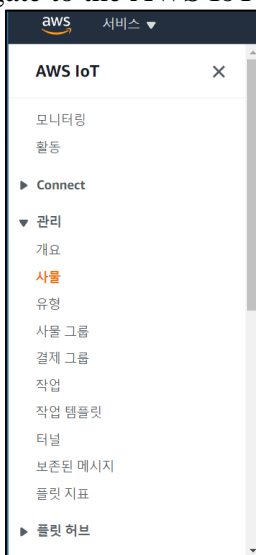 aws 서비스 ▼
AWS IoT ×
모니터링
활동
▶ Connect
▼ 관리
개요
사물
유형
사물 그룹
결제 그룹
작업
작업 템플릿
터널
보존된 메시지
플릿 지표
▶ 플릿 허브